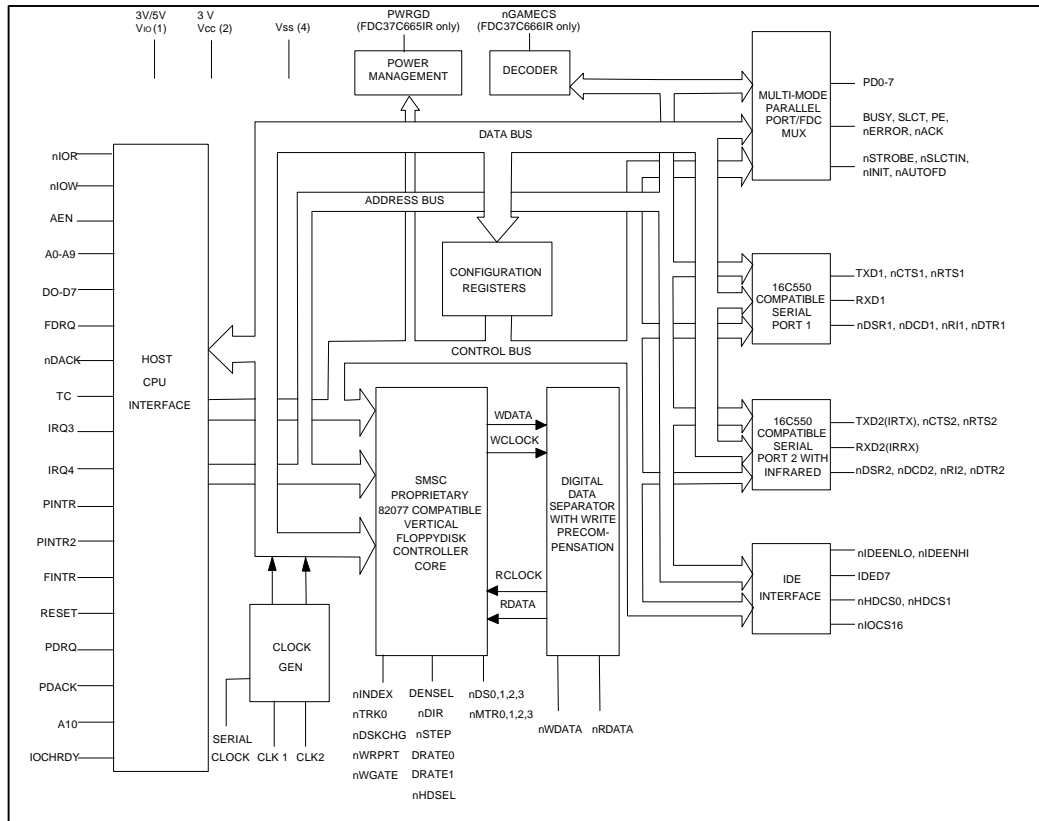 3V/5V
VIO (1)
3 V
VCC (2)
VSS (4)
PWRGD
(FDC37C665IR only)
nGAMECS
(FDC37C666IR only)
POWER
MANAGEMENT
DECODER
MULTI-MODE
PARALLEL
PORT/FDC
MUX
PD0-7
BUSY, SLCT, PE,
nERROR, nACK
nSTROBE, nSLCTIN,
nINIT, nAUTOFD
DATA BUS
ADDRESS BUS
CONFIGURATION
REGISTERS
CONTROL BUS
nIOR
nIOW
AEN
A0-A9
DO-D7
FDRQ
nDACK
TC
IRQ3
IRQ4
PINTR
PINTR2
FINTR
RESET
PDRQ
PDACK
A10
IOCHRDY
HOST
CPU
INTERFACE
16C550
COMPATIBLE
SERIAL
PORT 1
TXD1, nCTS1, nRTS1
RXD1
nDSR1, nDCD1, nRI1, nDTR1
16C550
COMPATIBLE
SERIAL
PORT 2 WITH
INFRARED
TXD2(IRTX), nCTS2, nRTS2
RXD2(IRRX)
nDSR2, nDCD2, nRI2, nDTR2
SMSC
PROPRIETARY
82077 COMPATIBLE
VERTICAL
FLOPPYDISK
CONTROLLER
CORE
WDATA
WCLOCK
RCLOCK
RDATA
DIGITAL
DATA
SEPARATOR
WITH WRITE
PRECOM-
PENSATION
IDE
INTERFACE
nIDEENLO, nIDEENHI
IDED7
nHDCS0, nHDCS1
nIOCS16
CLOCK
GEN
SERIAL
CLOCK
CLK 1
CLK2
nINDEX
nTRK0
nDSKCHG
nWRPRT
nWGATE
DENSEL
nDIR
nSTEP
DRATE0
DRATE1
nHDSEL
nDS0,1,2,3
nMTR0,1,2,3
nWDATA
nRDATA